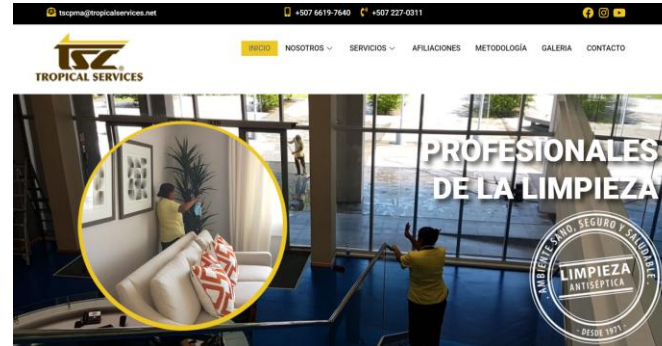 tscpma@tropicalservices.net
+507 6619-7640
+507 227-0311
TSC
TROPICAL SERVICES
INICIO
NOSOTROS
SERVICIOS
AFILIACIONES
METODOLOGÍA
GALERIA
CONTACTO
PROFESIONALES
DE LA LIMPIEZA
AMBIENTE SANO, SEGURO Y SALUDABLE.
LIMPIEZA
ANTISÉPTICA
- DESDE 1971 -